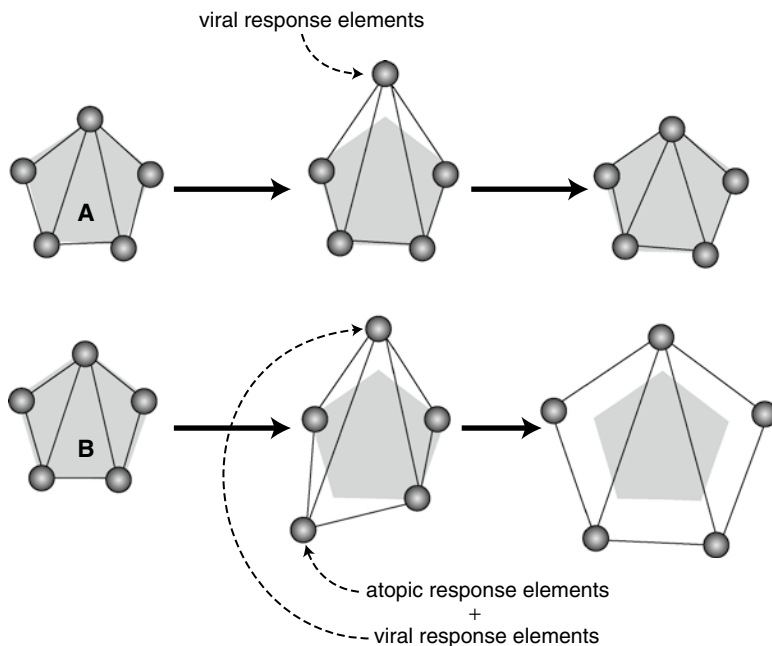 viral response elements
A
B
atopic response elements
+
viral response elements